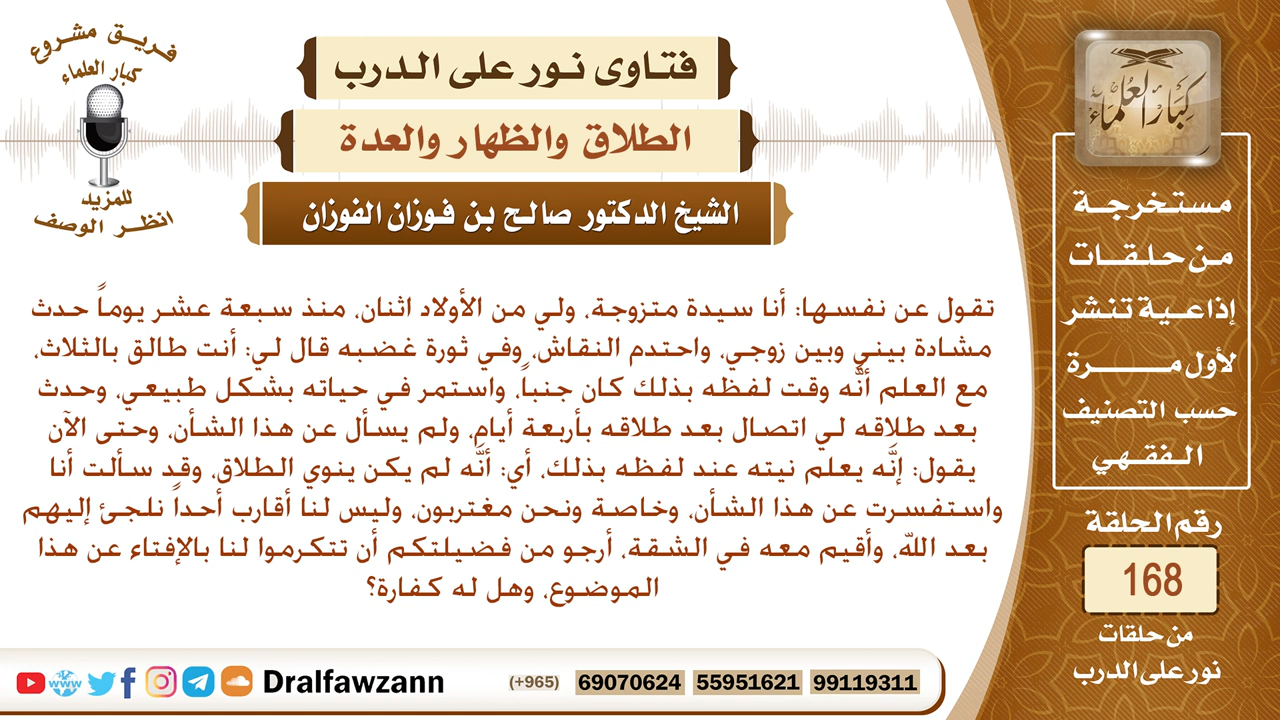 فريق مشروع
كبار العلماء
للمزيد
انظر الوصف
فتاوى نور على الدرب
الطلاق والظهار والعدة
الشيخ الدكتور صالح بن فوزان الفوزان
تقول عن نفسها: أنا سيدة متزوجة، ولي من الأولاد اثنان، منذ سبعة عشر يوماً حدث
مشادة بيني وبين زوجي، واحتدم النقاش، وفي ثورة غضبه قال لي: أنت طالق بالثلاث،
مع العلم أنَّه وقت لفظه بذلك كان جنباً، واستمر في حياته بشكل طبيعي، وحدث
بعد طلاقه لي اتصال بعد طلاقه بأربعة أيام، ولم يسأل عن هذا الشأن، وحتى الآن
يقول: إنَّه يعلم نيته عند لفظه بذلك، أي: أنَّه لم يكن ينوي الطلاق، وقد سألت أنا
واستفسرت عن هذا الشأن، وخاصة ونحن مغتربون، وليس لنا أقارب أحداً نلجئ إليهم
بعد الله، وأقيم معه في الشقة، أرجو من فضيلتكم أن تتكرموا لنا بالإفتاء عن هذا
الموضوع، وهل له كفارة؟
كبار العلماء
مستخرجة
من حلقات
إذاعية تنشر
لأول مرة
حسب التصنيف
الفقهي
رقم الحلقة
168
من حلقات
نور على الدرب
www Dralfawzann (+965) 69070624 55951621 99119311